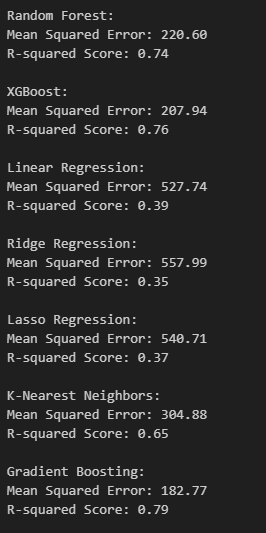 Random Forest:
Mean Squared Error: 220.60
R-squared Score: 0.74
XGBoost:
Mean Squared Error: 207.94
R-squared Score: 0.76
Linear Regression:
Mean Squared Error: 527.74
R-squared Score: 0.39
Ridge Regression:
Mean Squared Error: 557.99
R-squared Score: 0.35
Lasso Regression:
Mean Squared Error: 540.71
R-squared Score: 0.37
K-Nearest Neighbors:
Mean Squared Error: 304.88
R-squared Score: 0.65
Gradient Boosting:
Mean Squared Error: 182.77
R-squared Score: 0.79